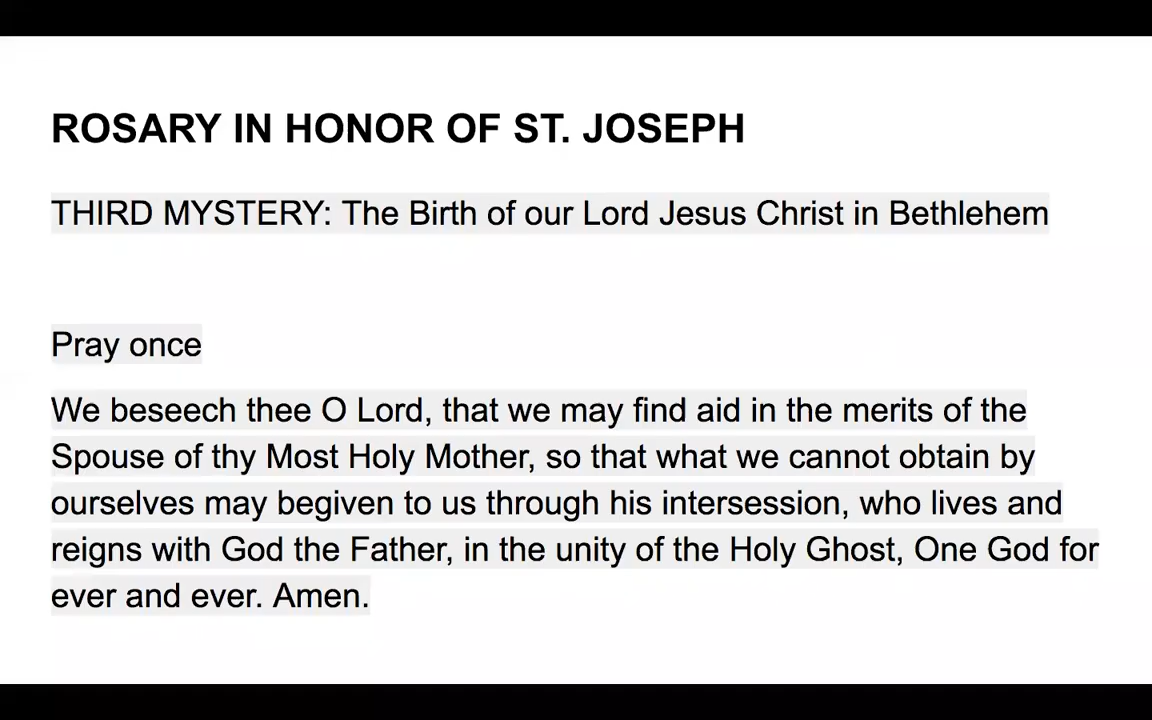 ROSARY IN HONOR OF ST. JOSEPH
THIRD MYSTERY: The Birth of our Lord Jesus Christ in Bethlehem
Pray once
We beseech thee O Lord, that we may find aid in the merits of the
Spouse of thy Most Holy Mother, so that what we cannot obtain by
ourselves may begiven to us through his intersession, who lives and
reigns with God the Father, in the unity of the Holy Ghost, One God for
ever and ever. Amen.